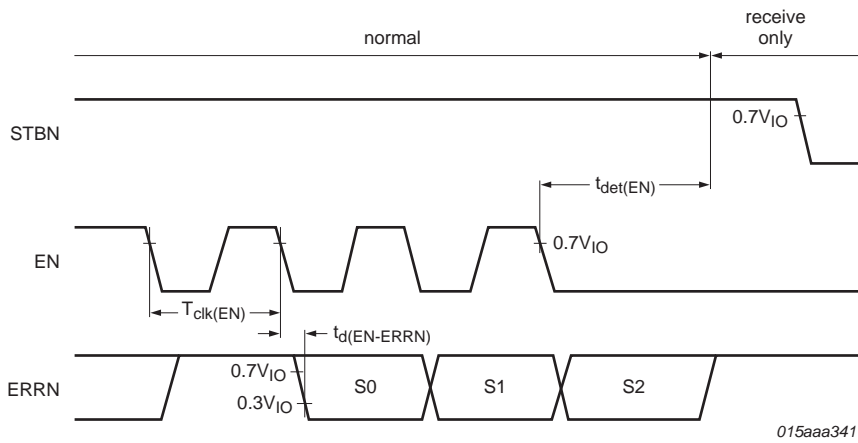 normal
receive
only
STBN
0.7VIO
tdet(EN)
EN
0.7VIO
Tclk(EN)
td(EN-ERRN)
ERRN
0.7VIO
0.3VIO
S0
S1
S2
015aaa341